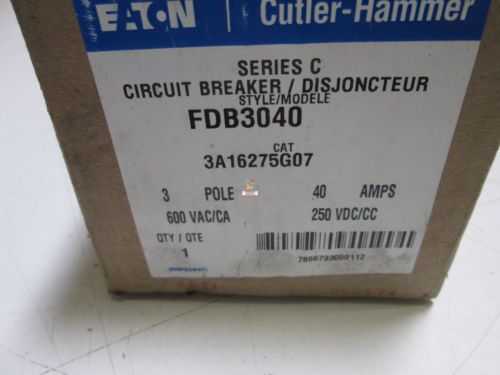 EATON Cutler-Hammer
SERIES C
CIRCUIT BREAKER / DISJONCTEUR
STYLE/MODÈLE
FDB3040
CAT
3A16275G07
3 POLE 40 AMPS
600 VAC/CA 250 VDC/CC
QTY / QTE
1